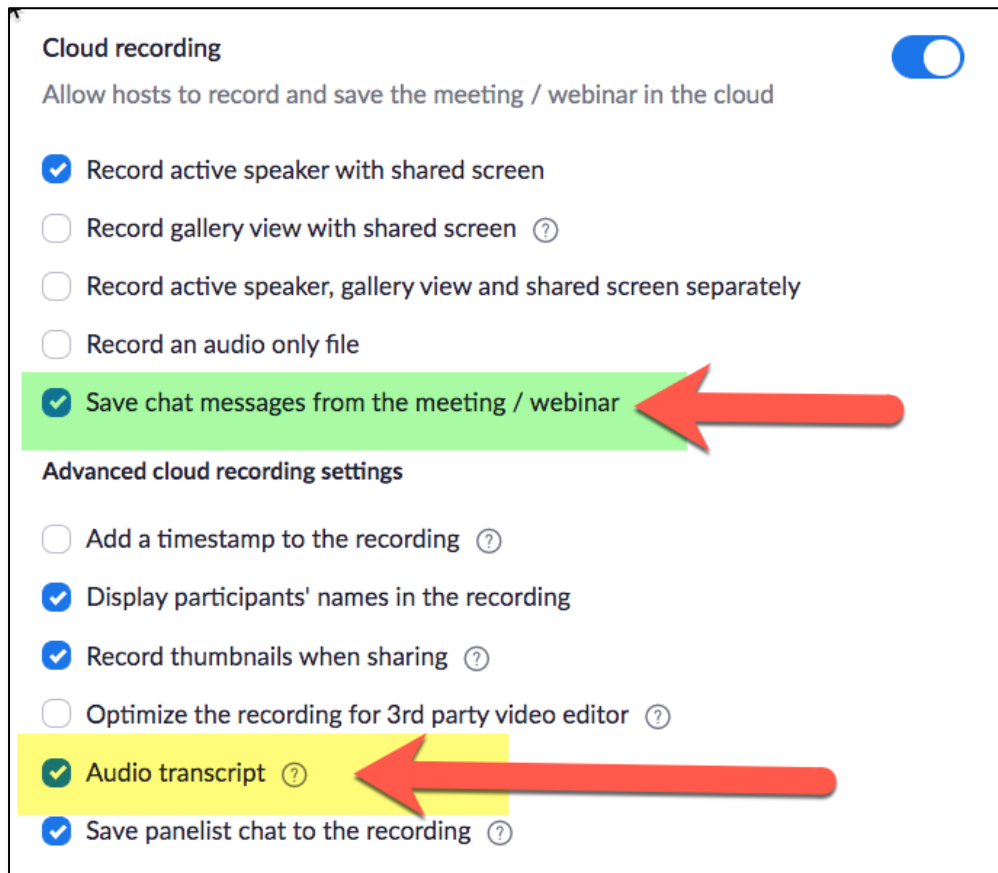 Cloud recording
Allow hosts to record and save the meeting / webinar in the cloud
Record active speaker with shared screen
Record gallery view with shared screen ?
Record active speaker, gallery view and shared screen separately
Record an audio only file
Save chat messages from the meeting / webinar
Advanced cloud recording settings
Add a timestamp to the recording ?
Display participants' names in the recording
Record thumbnails when sharing ?
Optimize the recording for 3rd party video editor ?
Audio transcript ?
Save panelist chat to the recording ?